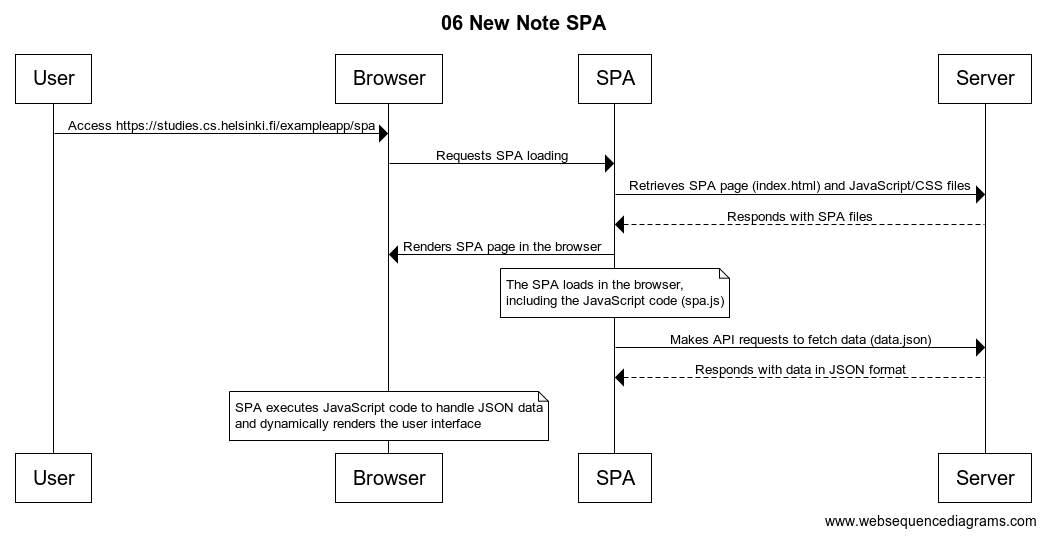 06 New Note SPA
User
Browser
SPA
Server
Access https://studies.cs.helsinki.fi/exampleapp/spa
Requests SPA loading
Retrieves SPA page (index.html) and JavaScript/CSS files
Responds with SPA files
Renders SPA page in the browser
The SPA loads in the browser,
including the JavaScript code (spa.js)
Makes API requests to fetch data (data.json)
Responds with data in JSON format
SPA executes JavaScript code to handle JSON data
and dynamically renders the user interface
User
Browser
SPA
Server
www.websequencediagrams.com